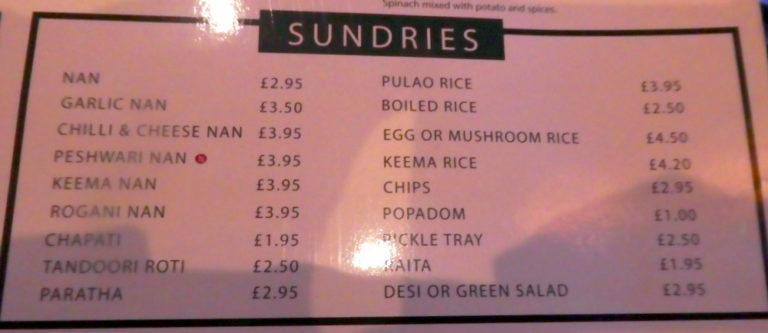 Spinach mixed with potato and spices.
SUNDRIES
NAN £2.95
GARLIC NAN £3.50
CHILLI & CHEESE NAN £3.95
PESHWARI NAN £3.95
KEEMA NAN £3.95
ROGANI NAN £3.95
CHAPATI £1.95
TANDOORI ROTI £2.50
PARATHA £2.95
PULAO RICE £3.95
BOILED RICE £2.50
EGG OR MUSHROOM RICE £4.50
KEEMA RICE £4.20
CHIPS £2.95
POPADOM £1.00
PICKLE TRAY £2.50
RAITA £1.95
DESI OR GREEN SALAD £2.95